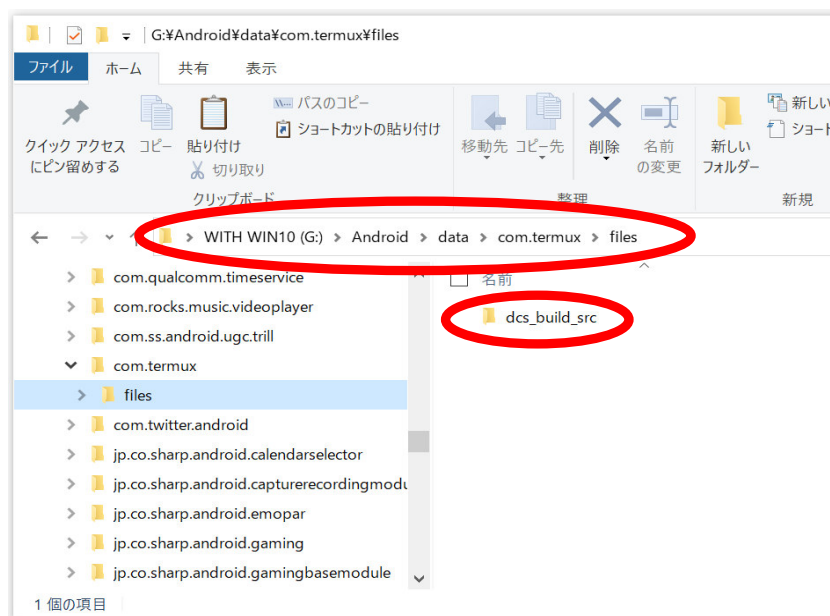 G:¥Android¥data¥com.termux¥files
ファイル ホーム 共有 表示
クイック アクセス
にピン留めする
コピー
貼り付け
パスのコピー
ショートカットの貼り付け
切り取り
クリップボード
移動先
コピー先
削除
名前
の変更
整理
新しい
フォルダー
新しい
ショート
新規
WITH WIN10 (G:) > Android > data > com.termux > files
com.qualcomm.timeservice
com.rocks.music.videoplayer
com.ss.android.ugc.trill
com.termux
files
com.twitter.android
jp.co.sharp.android.calendarselector
jp.co.sharp.android.capturerecordingmodu
jp.co.sharp.android.emopar
jp.co.sharp.android.gaming
jp.co.sharp.android.gamingbasemodule
名前
dcs_build_src
1 個の項目